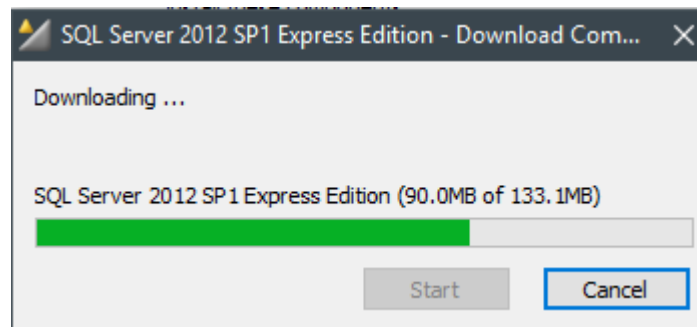 SQL Server 2012 SP1 Express Edition - Download Com...
Downloading ...
SQL Server 2012 SP1 Express Edition (90.0MB of 133.1MB)
Start
Cancel